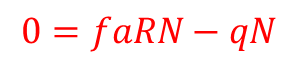 0 = faRN − qN